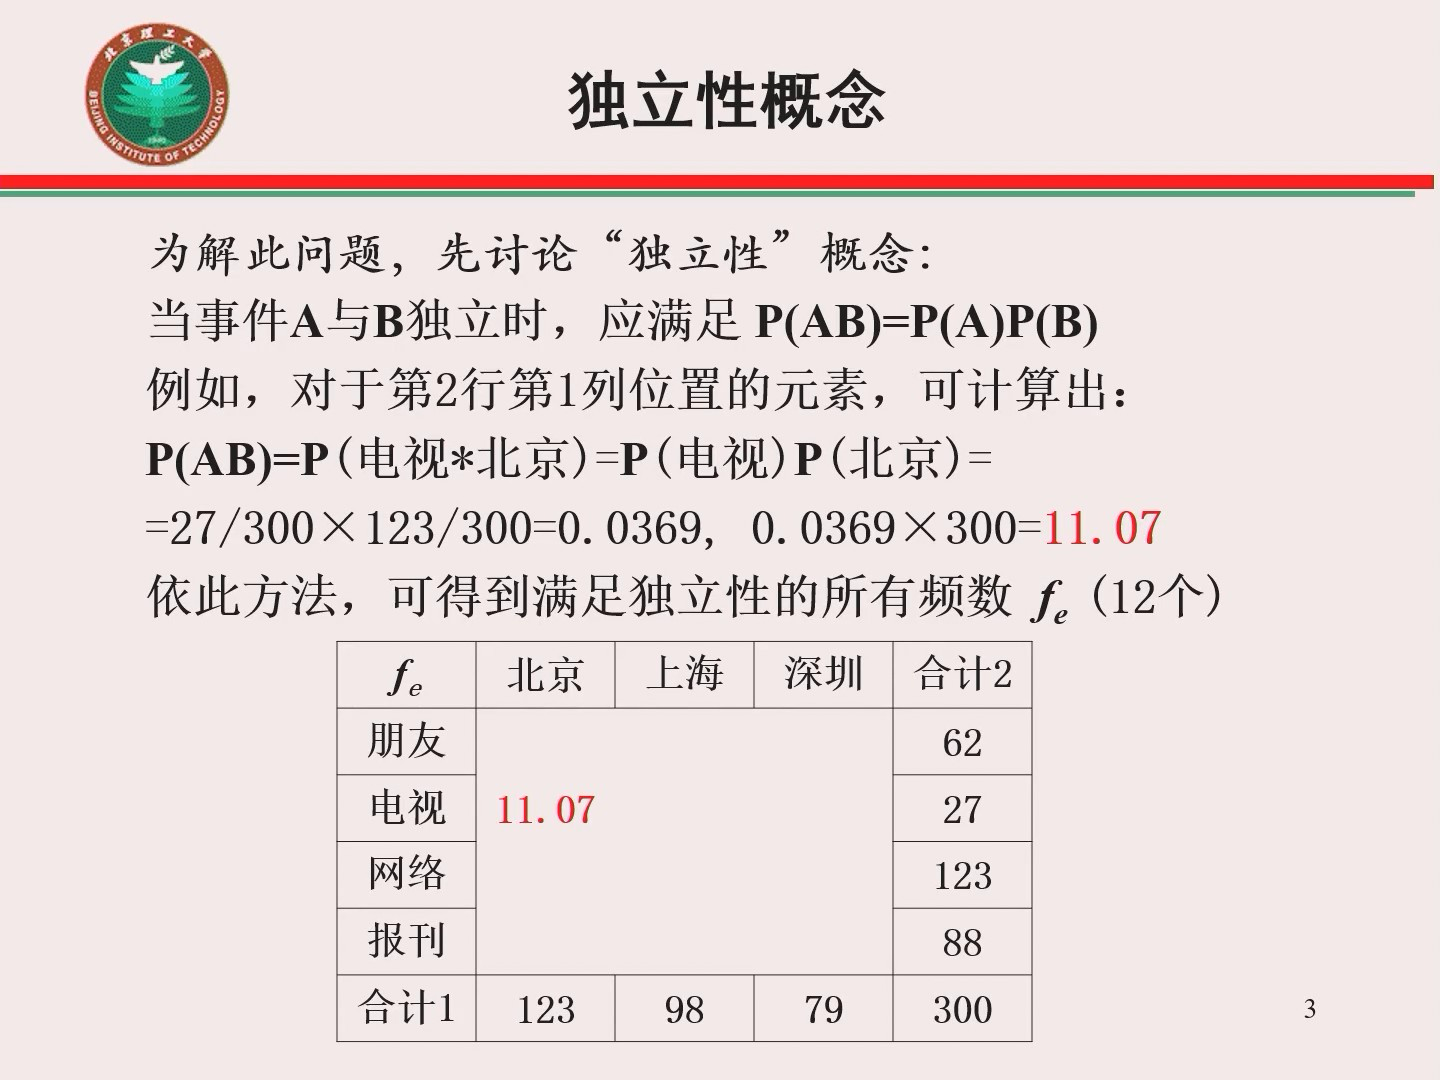 北京理工大学
BEIJING INSTITUTE OF TECHNOLOGY
1940
独立性概念
为解此问题，先讨论“独立性”概念：
当事件A与B独立时，应满足 P(AB)=P(A)P(B)
例如，对于第2行第1列位置的元素，可计算出：
P(AB)=P(电视*北京)=P(电视)P(北京)=
=27/300×123/300=0.0369, 0.0369×300=11.07
依此方法，可得到满足独立性的所有频数 fe (12个)
fe 北京 上海 深圳 合计2
朋友 62
电视 11.07 27
网络 123
报刊 88
合计1 123 98 79 300
3